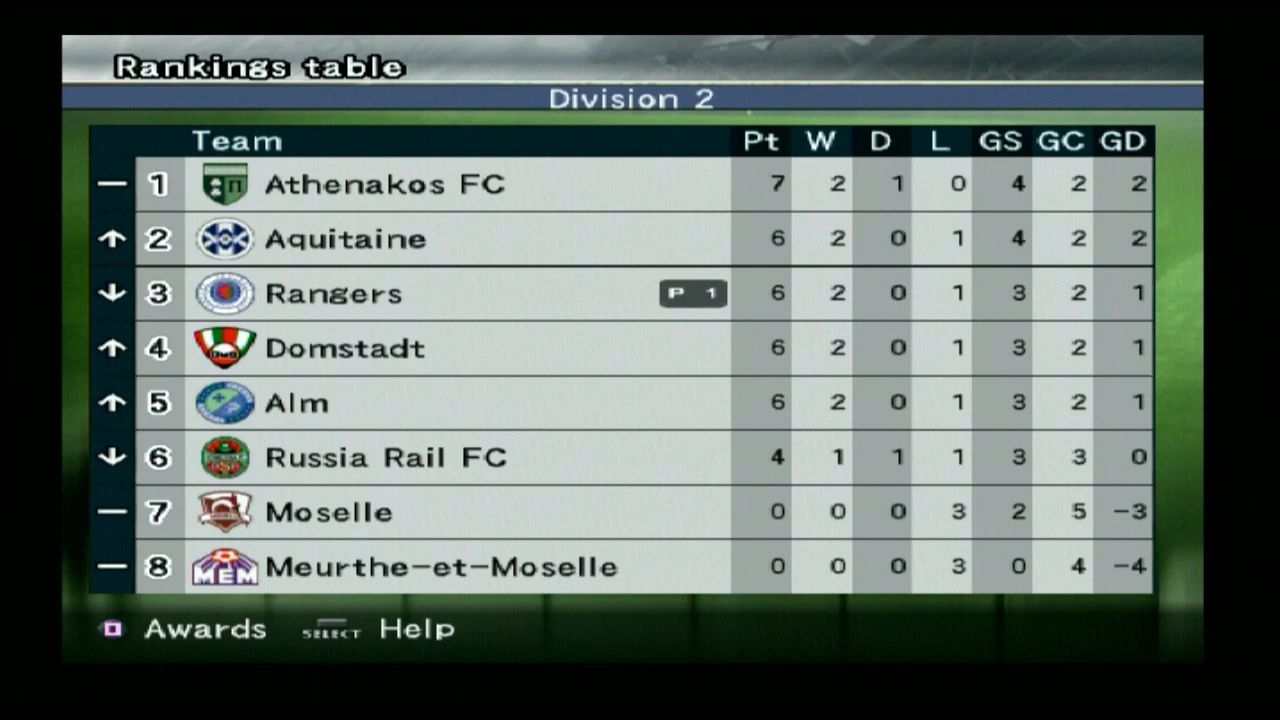 Rankings table
Division 2
Team Pt W D L GS GC GD
1 Athenakos FC 7 2 1 0 4 2 2
2 Aquitaine 6 2 0 1 4 2 2
3 Rangers P 1 6 2 0 1 3 2 1
4 Domstadt 6 2 0 1 3 2 1
5 Alm 6 2 0 1 3 2 1
6 Russia Rail FC 4 1 1 1 3 3 0
7 Moselle 0 0 0 3 2 5 -3
8 MEM Meurthe-et-Moselle 0 0 0 3 0 4 -4
Awards SELECT Help